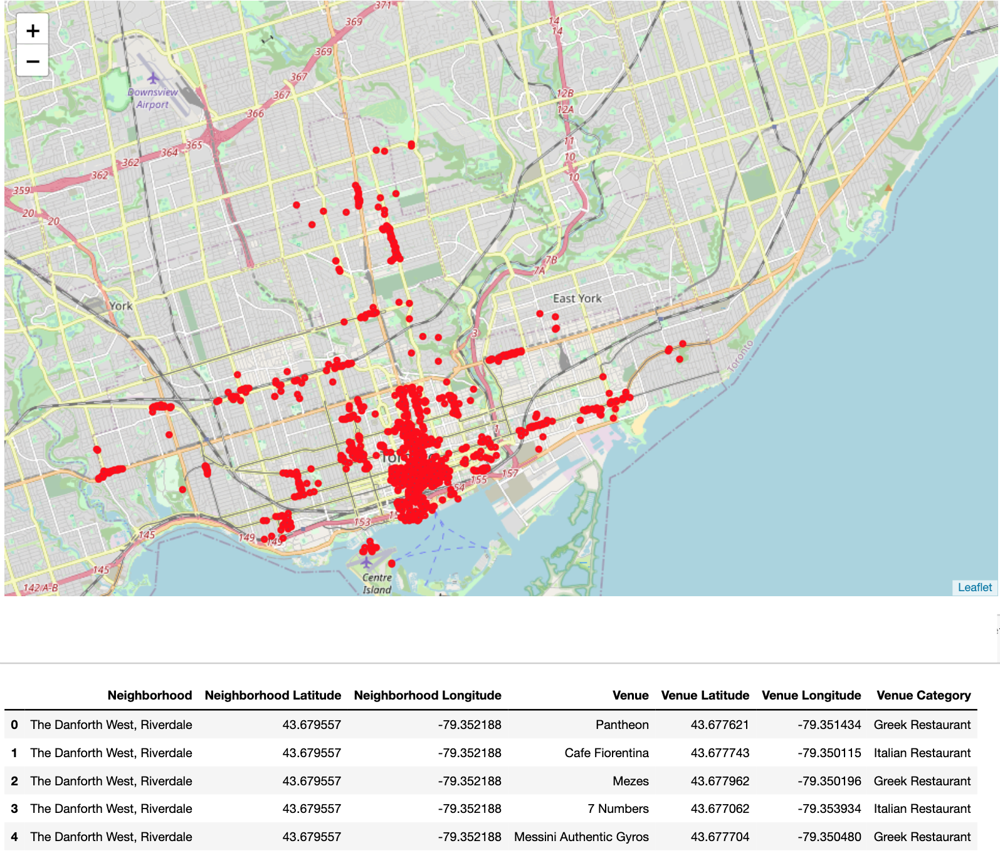 371
+
14
369
14
−
369
367
12B
Downsview
Airport
367
12A
366
11
365
364
10
362
362
10
359
20
20
7B
7A
East York
York
3
Toronto
1
157
155
54
153
15
145
149
149
145
Centre
Island
142/A-B
Leaflet
Neighborhood Neighborhood Latitude Neighborhood Longitude Venue Venue Latitude Venue Longitude Venue Category
0 The Danforth West, Riverdale 43.679557 -79.352188 Pantheon 43.677621 -79.351434 Greek Restaurant
1 The Danforth West, Riverdale 43.679557 -79.352188 Cafe Fiorentina 43.677743 -79.350115 Italian Restaurant
2 The Danforth West, Riverdale 43.679557 -79.352188 Mezes 43.677962 -79.350196 Greek Restaurant
3 The Danforth West, Riverdale 43.679557 -79.352188 7 Numbers 43.677062 -79.353934 Italian Restaurant
4 The Danforth West, Riverdale 43.679557 -79.352188 Messini Authentic Gyros 43.677704 -79.350480 Greek Restaurant